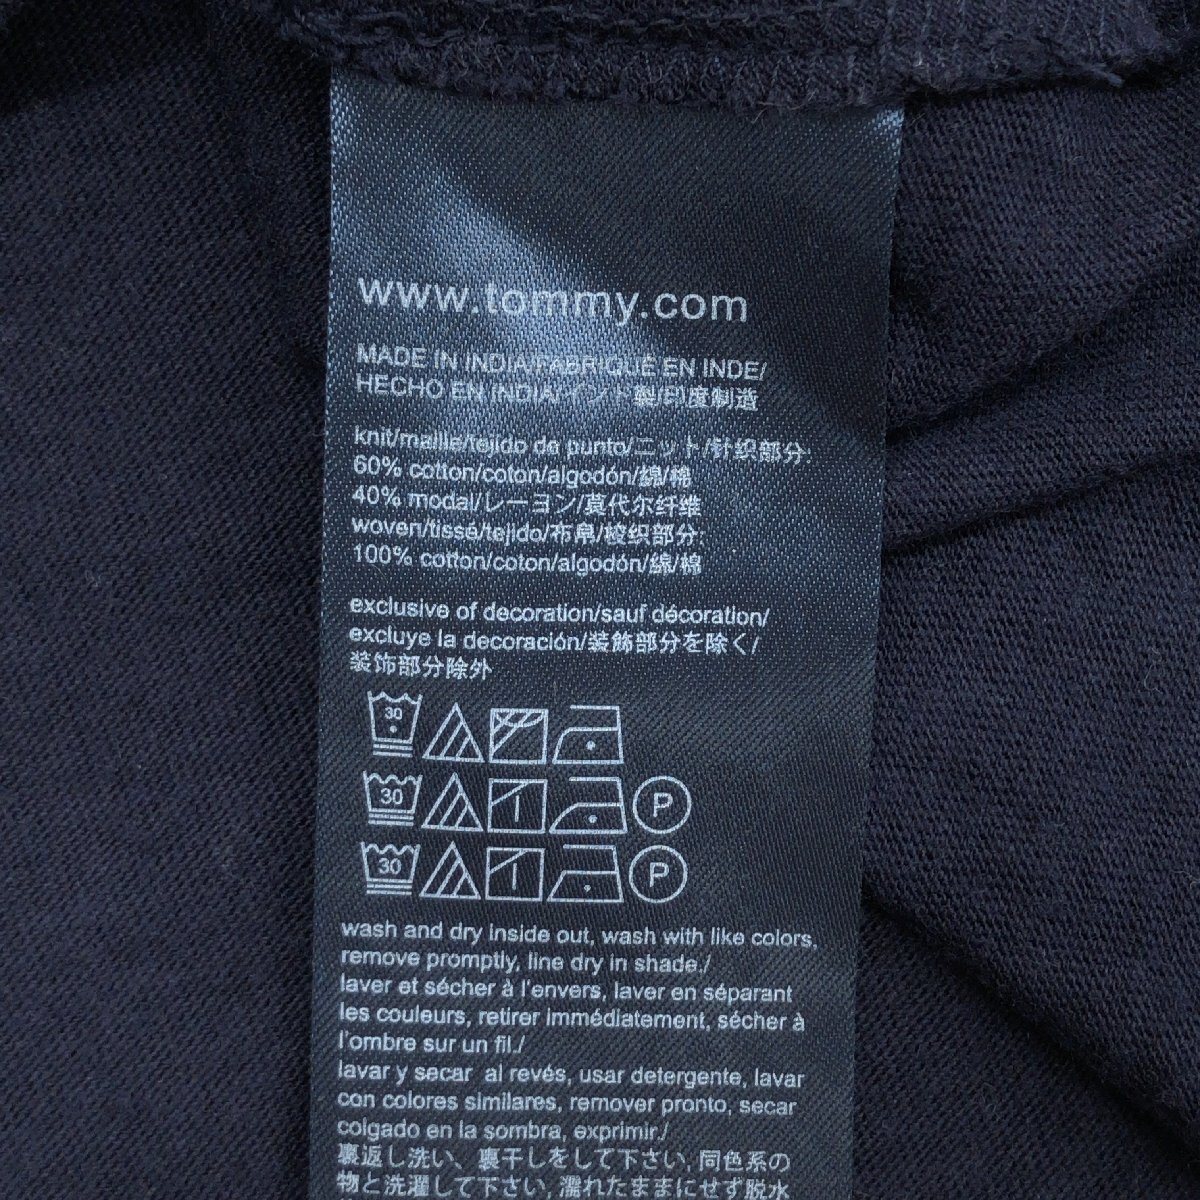 www.tommy.com
MADE IN INDIA/FABRIQUÉ EN INDE/
HECHO EN INDIA/インド製/印度制造
knit/maille/tejido de punto/ニット/针织部分:
60% cotton/coton/algodón/綿/棉
40% modal/レーヨン/莫代尔纤维
woven/tissé/tejido/布帛/梭织部分:
100% cotton/coton/algodón/綿/棉
exclusive of decoration/sauf décoration/
excluye la decoración/装飾部分を除く/
装饰部分除外
30
30 P
30 P
wash and dry inside out, wash with like colors,
remove promptly, line dry in shade./
laver et sécher à l'envers, laver en séparant
les couleurs, retirer immédiatement, sécher à
l'ombre sur un fil./
lavar y secar al revés, usar detergente, lavar
con colores similares, remover pronto, secar
colgado en la sombra, exprimir./
裏返し洗い、裏干しをして下さい, 同色系の
物と洗濯して下さい, 濡れたままにせず脱水